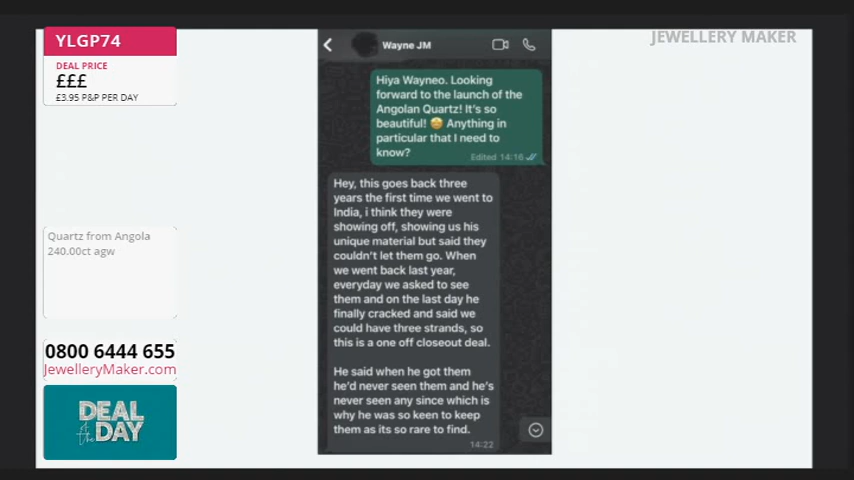 YLGP74
DEAL PRICE
£££
£3.95 P&P PER DAY
Quartz from Angola
240.00ct agw
0800 6444 655
JewelleryMaker.com
DEAL
of the
DAY
JEWELLERY MAKER
Wayne JM
Hiya Wayneo. Looking
forward to the launch of the
Angolan Quartz! It's so
beautiful! 🤩 Anything in
particular that I need to
know?
Edited 14:16
Hey, this goes back three
years the first time we went to
India, i think they were
showing off, showing us his
unique material but said they
couldn't let them go. When
we went back last year,
everyday we asked to see
them and on the last day he
finally cracked and said we
could have three strands, so
this is a one off closeout deal.
He said when he got them
he'd never seen them and he's
never seen any since which is
why he was so keen to keep
them as its so rare to find.
14:22